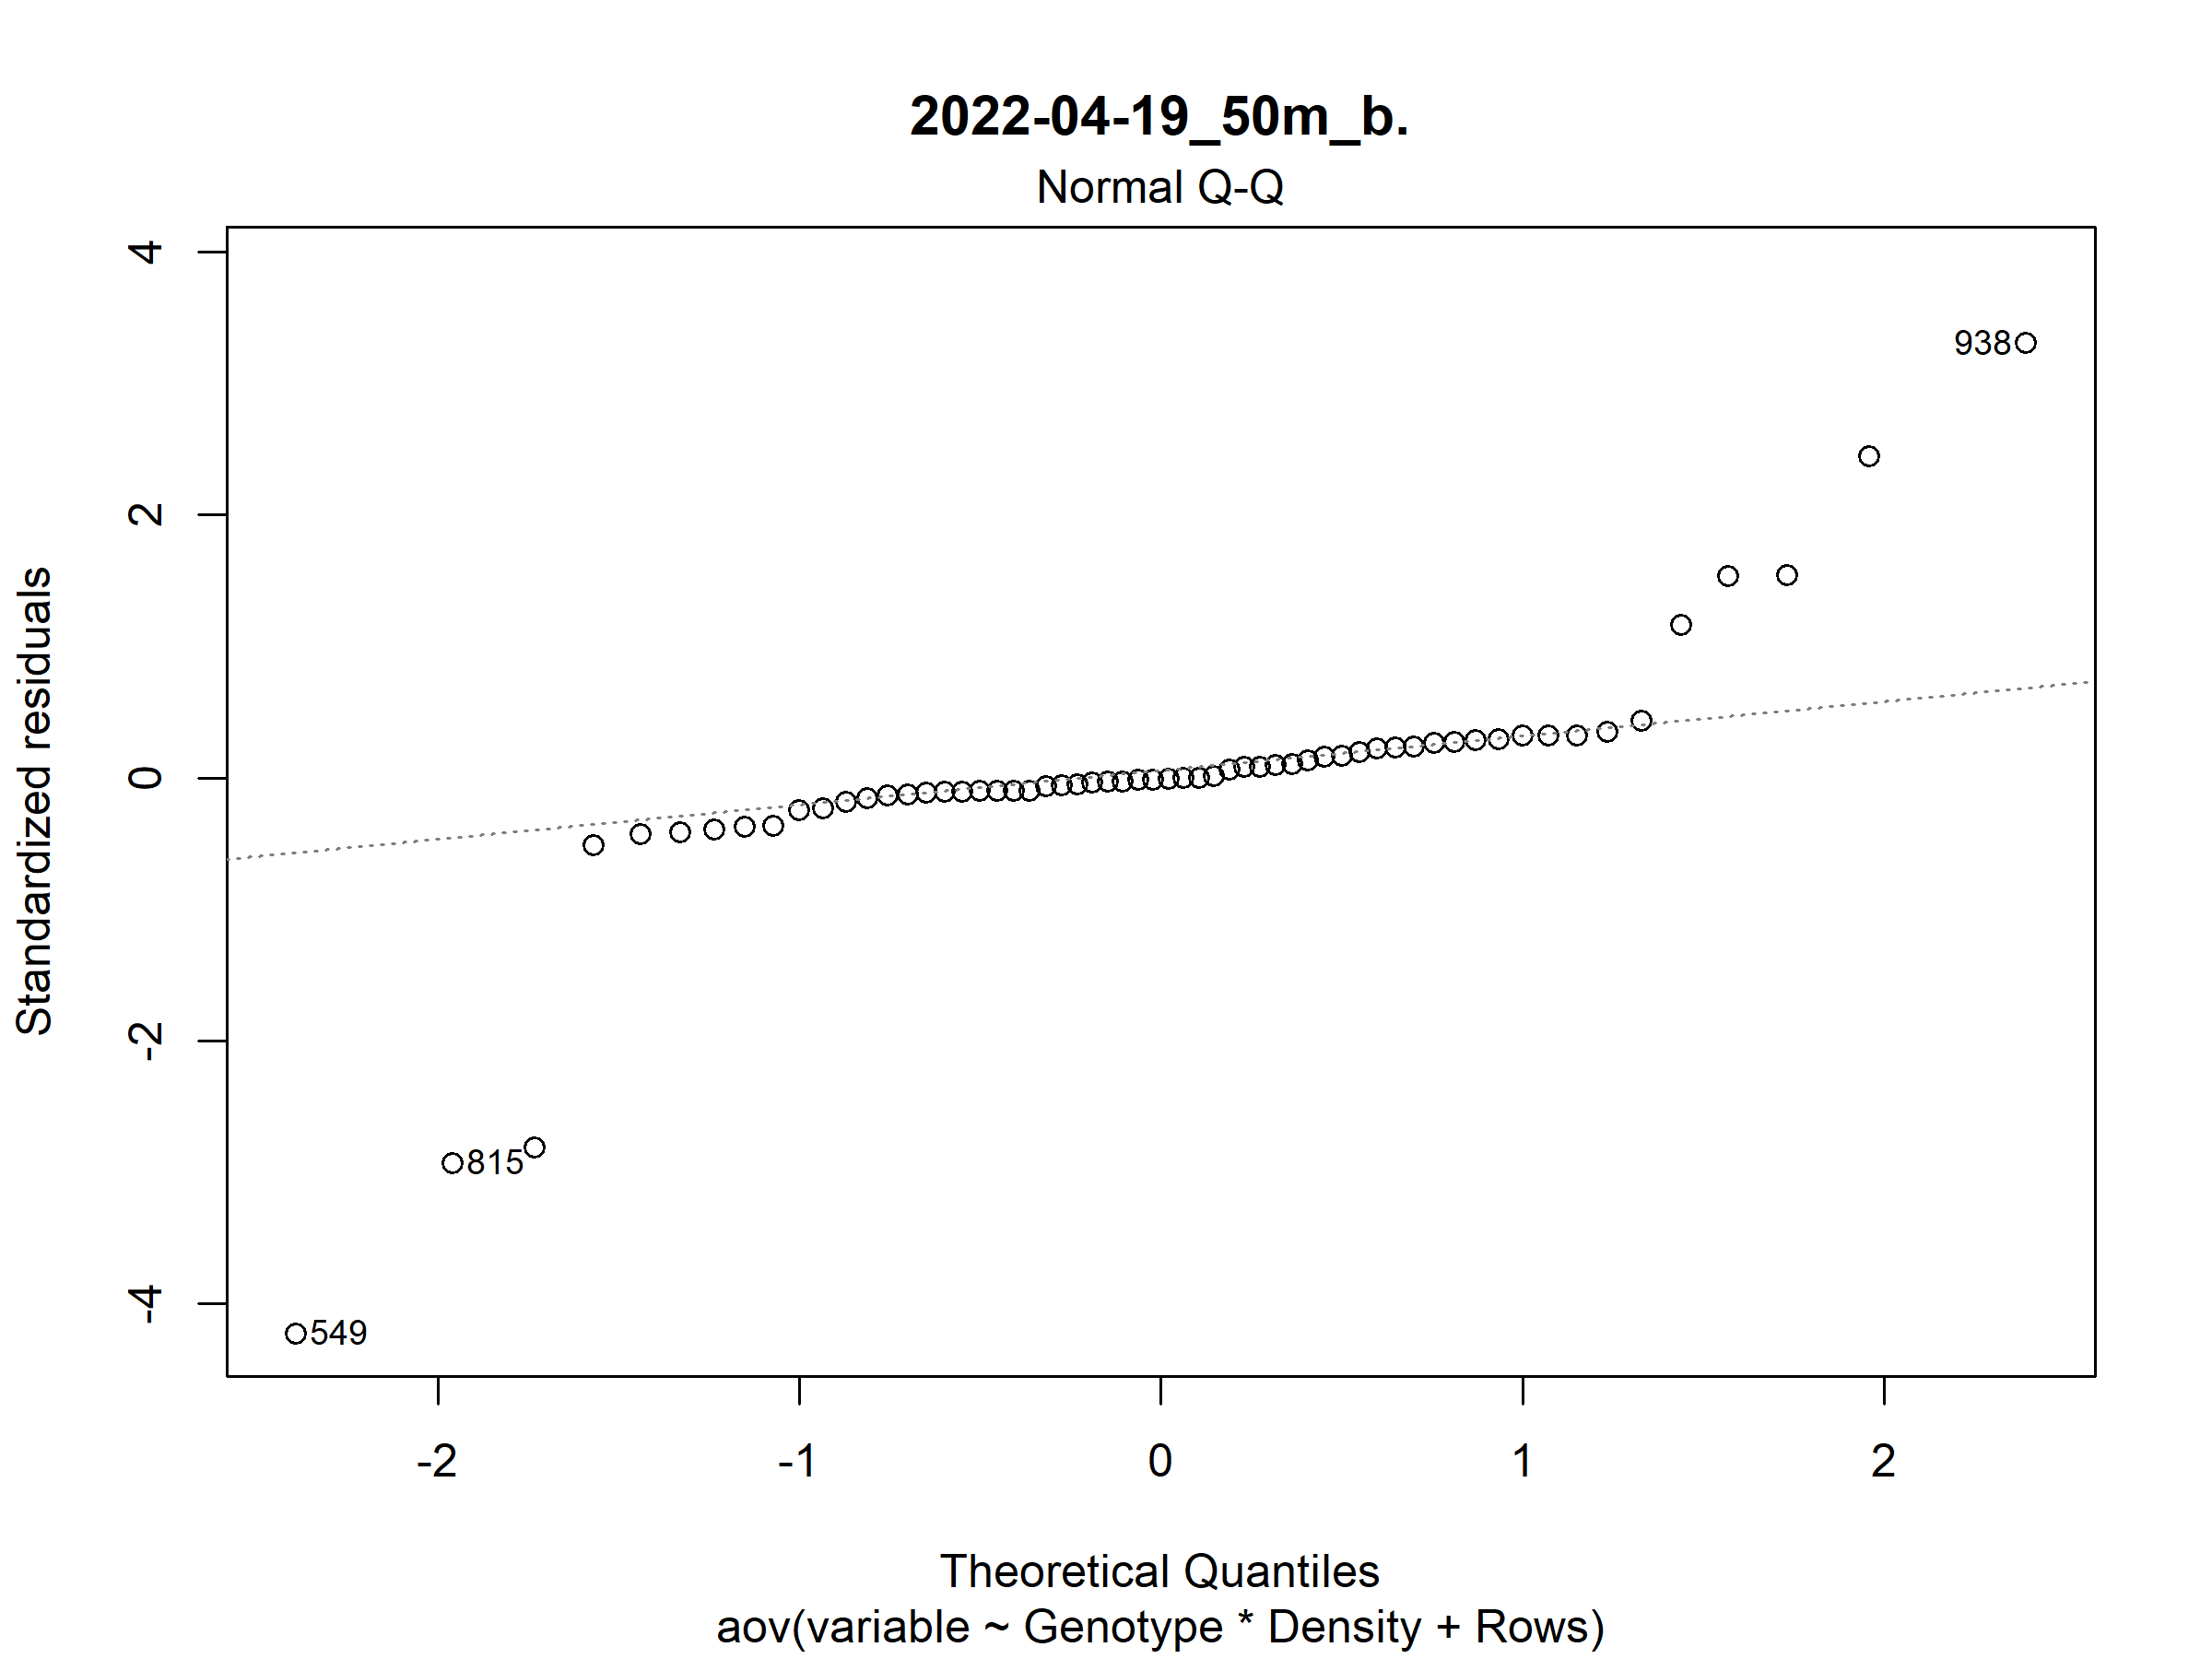 2022-04-19_50m_b.
Normal Q-Q
4
2
0
-2
-4
Standardized residuals
938
815
549
-2 -1 0 1 2
Theoretical Quantiles
aov(variable ~ Genotype * Density + Rows)